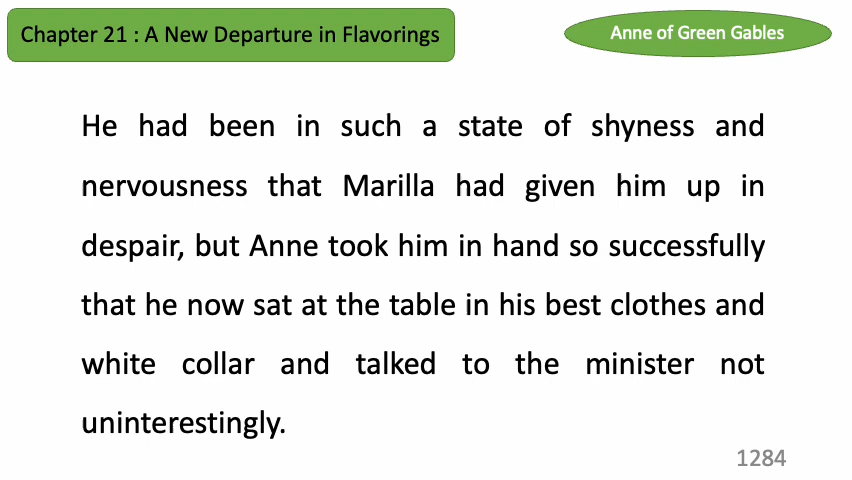 Chapter 21 : A New Departure in Flavorings
Anne of Green Gables
He had been in such a state of shyness and
nervousness that Marilla had given him up in
despair, but Anne took him in hand so successfully
that he now sat at the table in his best clothes and
white collar and talked to the minister not
uninterestingly.
1284